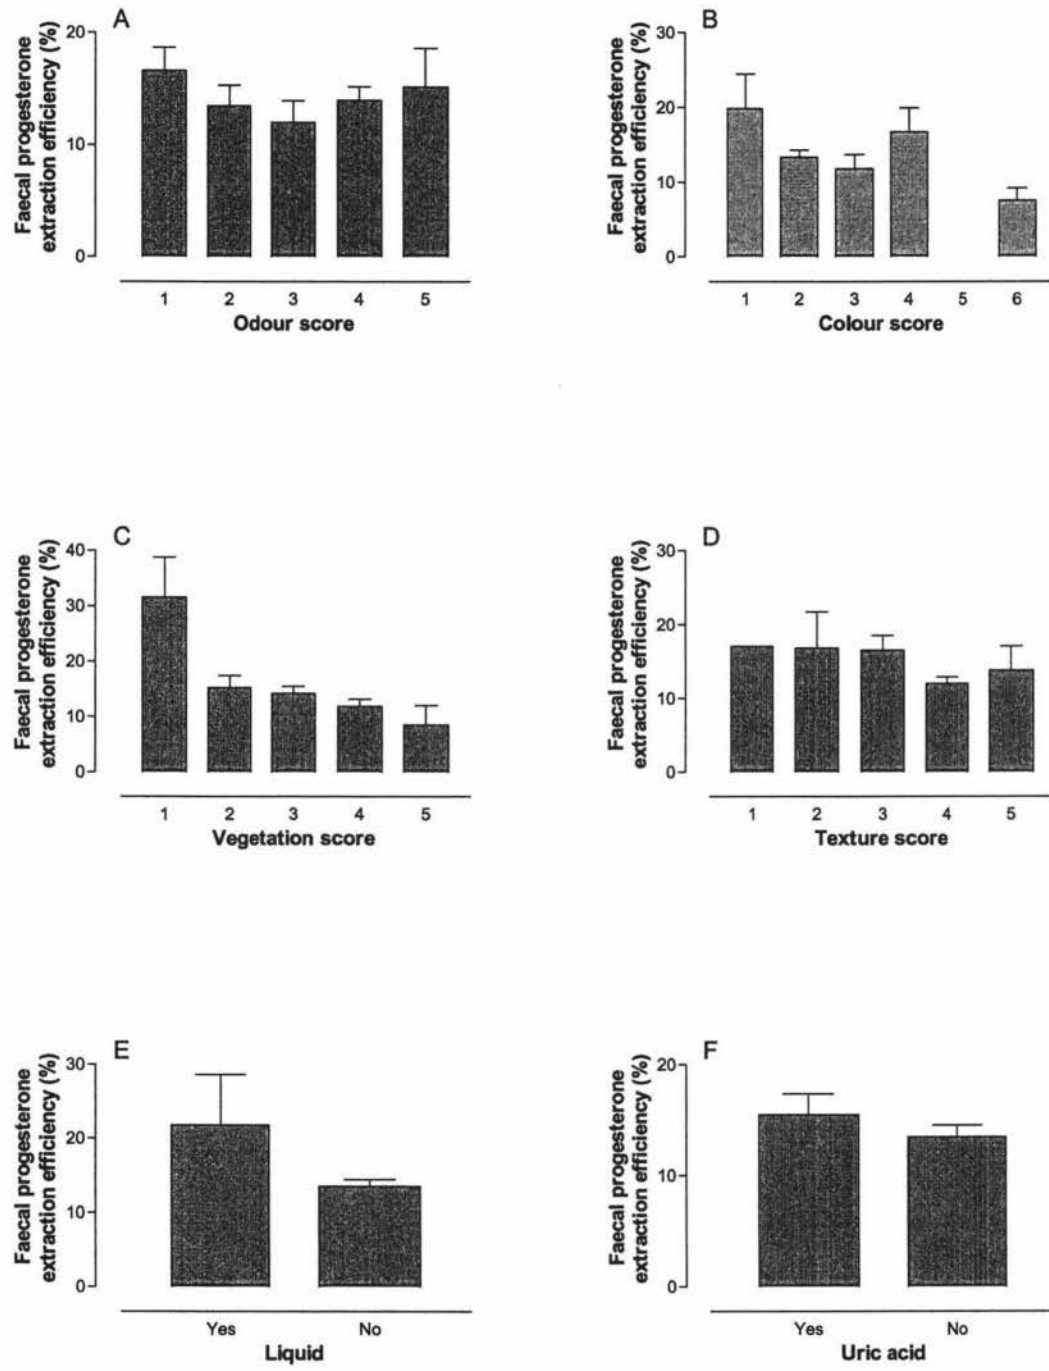 A
Faecal progesterone
extraction efficiency (%)
20
10
0
1 2 3 4 5
Odour score
B
Faecal progesterone
extraction efficiency (%)
30
20
10
0
1 2 3 4 5 6
Colour score
C
Faecal progesterone
extraction efficiency (%)
40
30
20
10
0
1 2 3 4 5
Vegetation score
D
Faecal progesterone
extraction efficiency (%)
30
20
10
0
1 2 3 4 5
Texture score
E
Faecal progesterone
extraction efficiency (%)
30
20
10
0
Yes No
Liquid
F
Faecal progesterone
extraction efficiency (%)
20
10
0
Yes No
Uric acid